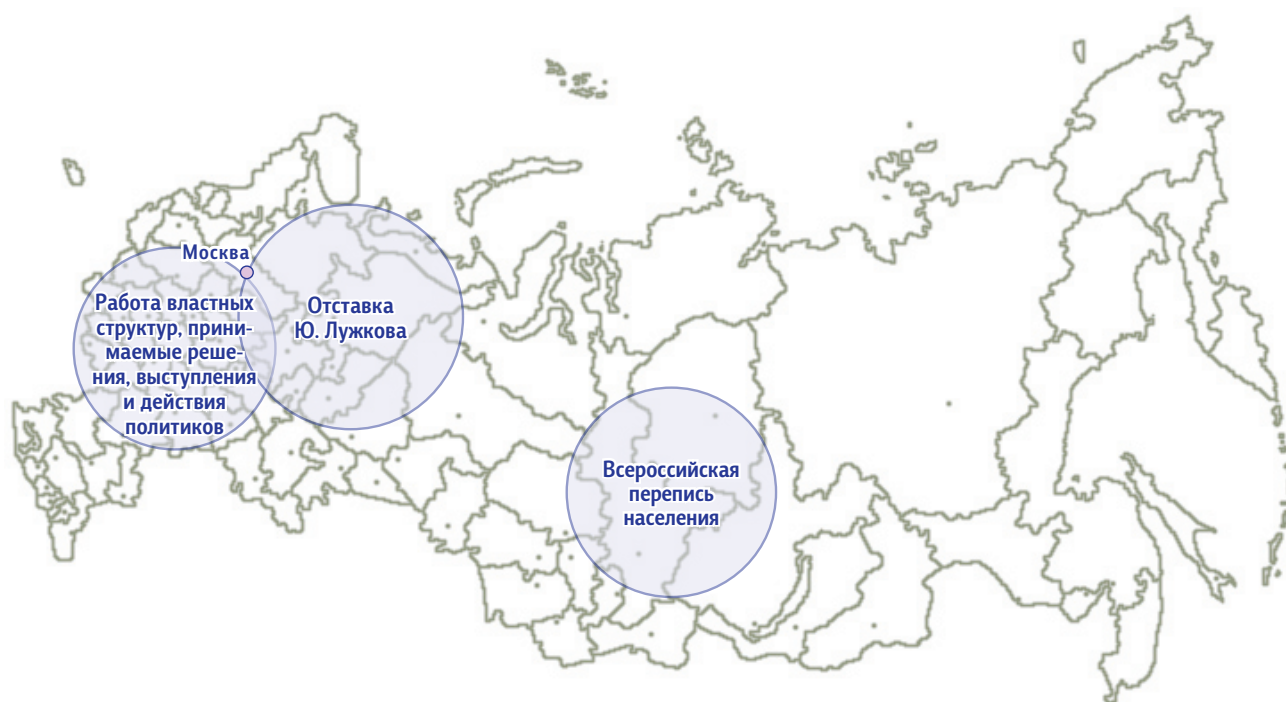 Москва
Работа властных
структур, прини-
маемые реше-
ния, выступления
и действия
политиков
Отставка
Ю. Лужкова
Всероссийская
перепись
населения